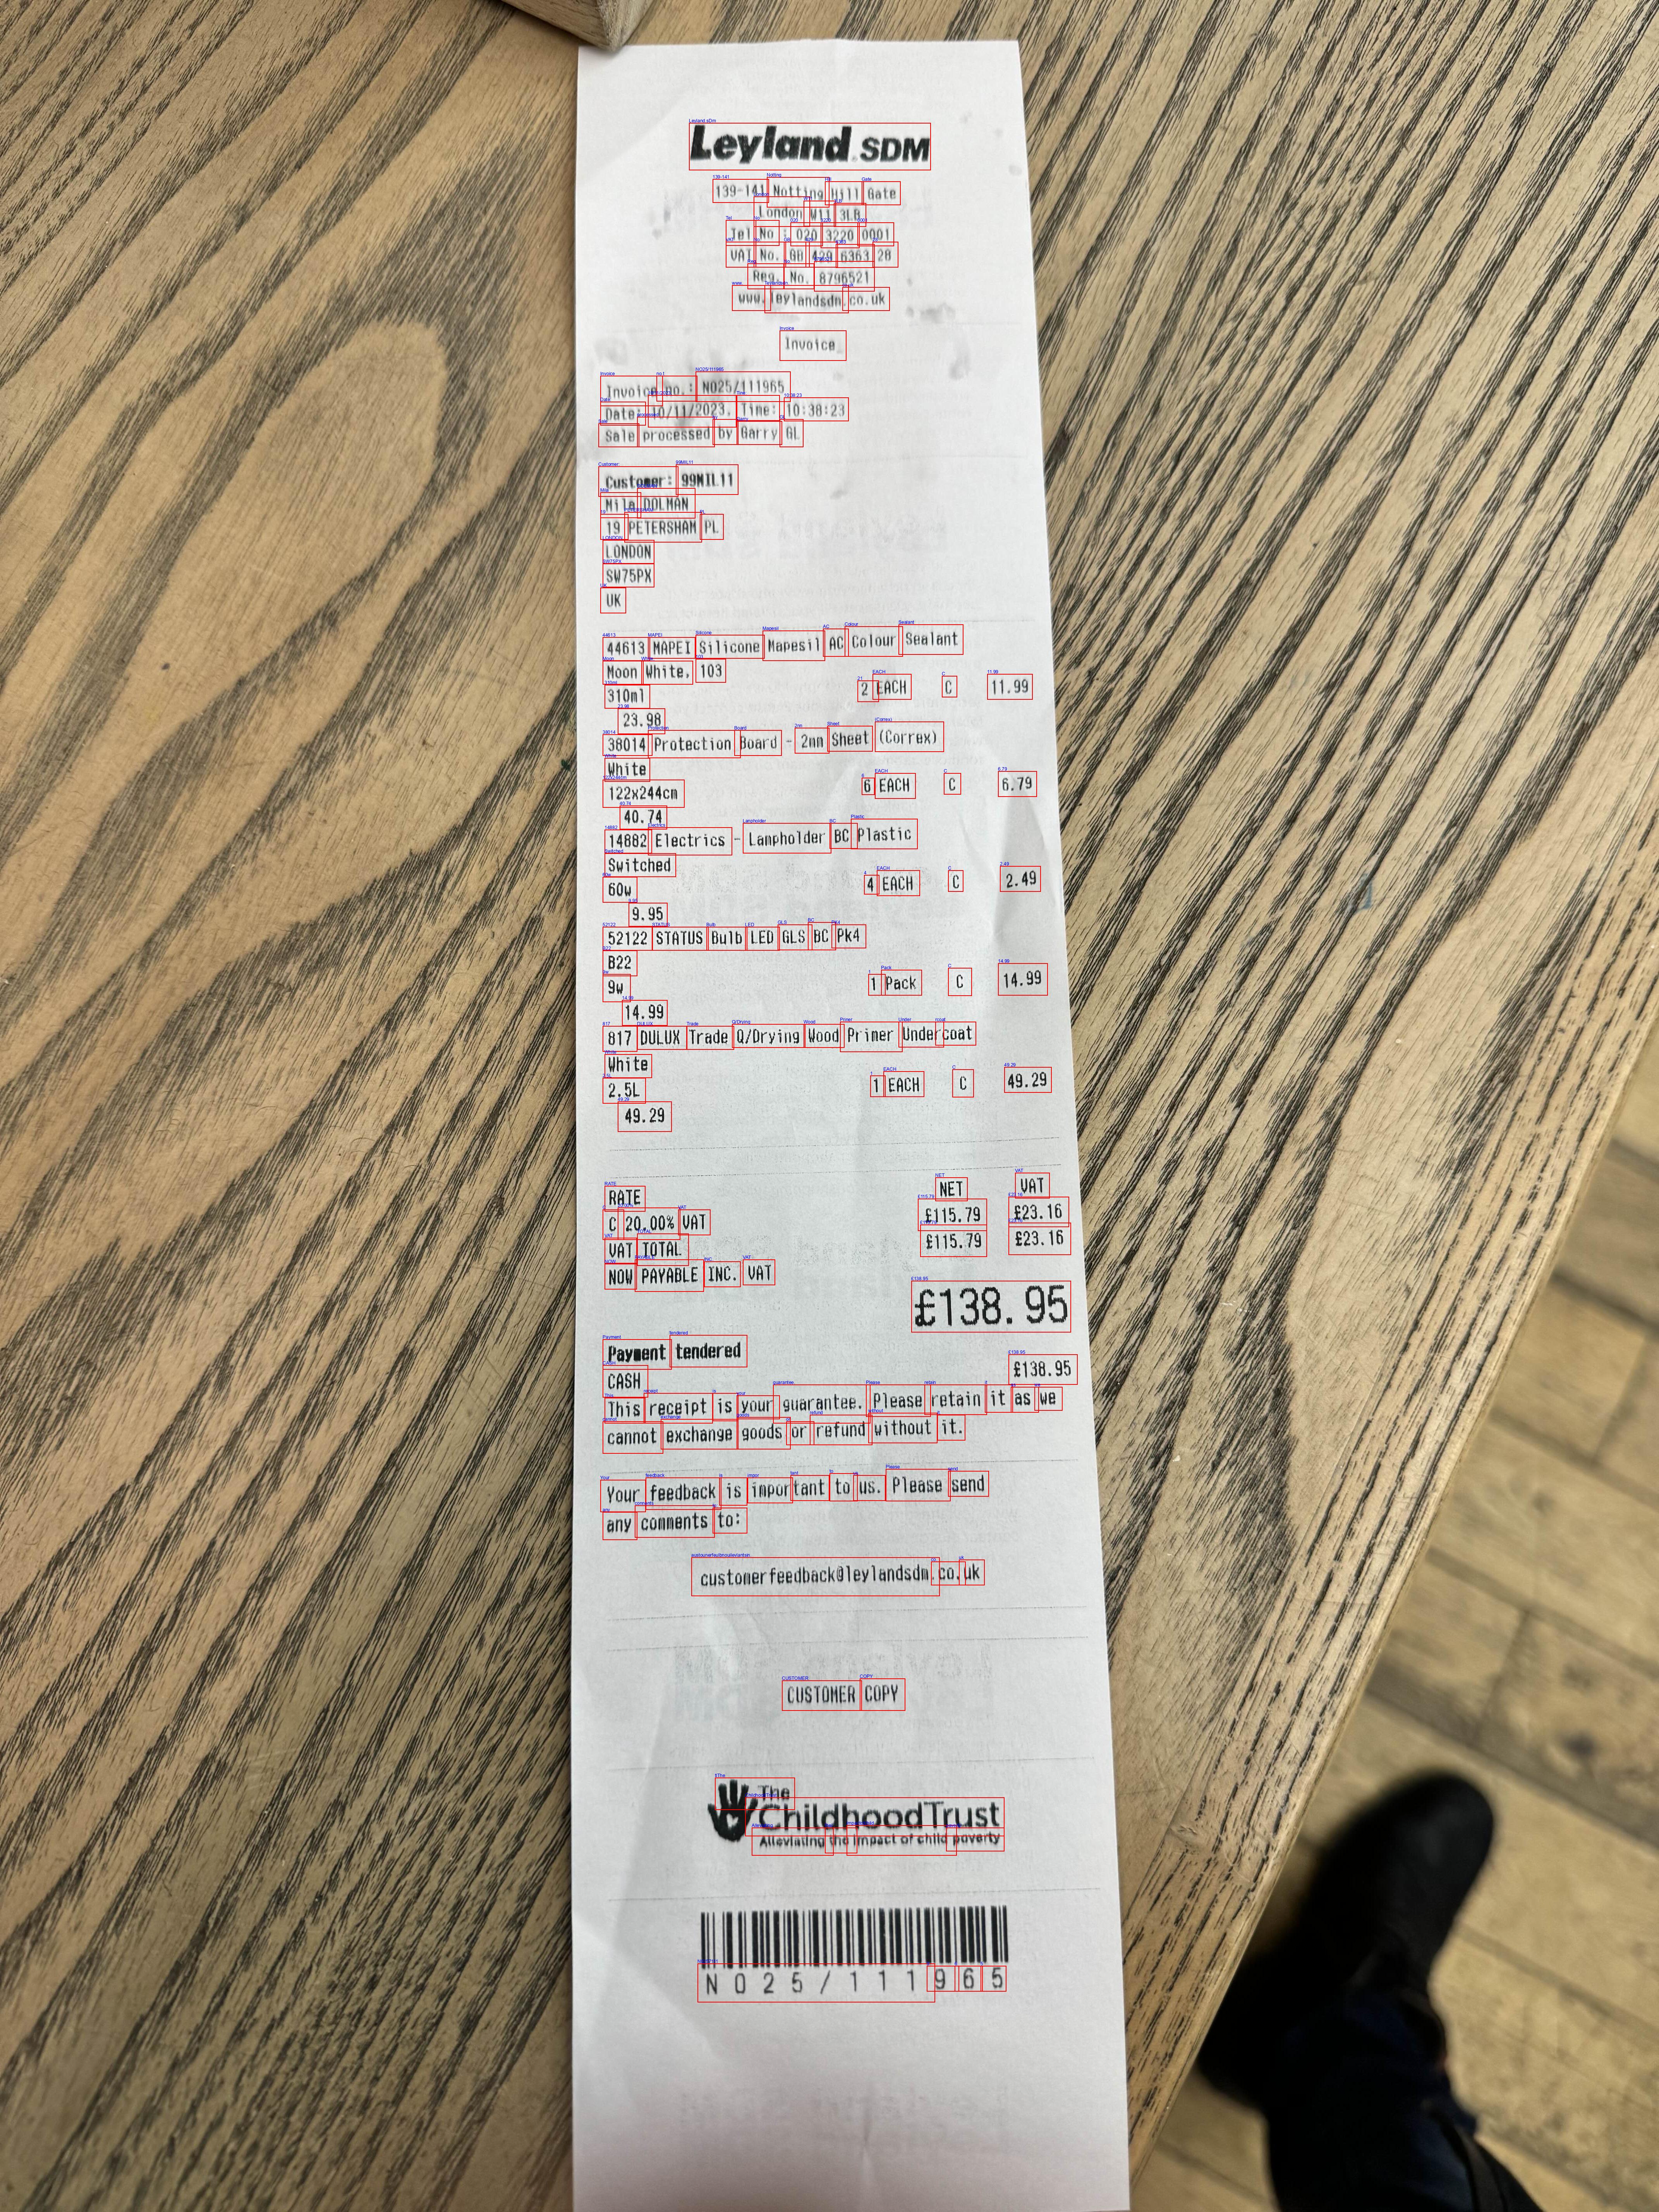 Leyland SDM
139-141 Notting Hill Gate
London W11 3LB
Tel No : 020 3220 0001
VAT No. GB 429 6363 28
Reg. No. 8796521
www.leylandsdm.co.uk
Invoice
Invoice no.: N025/111965
Date: 10/11/2023, Time: 10:38:23
Sale processed by Garry GL
Customer: 99MIL11
Mila DOLMAN
19 PETERSHAM PL
LONDON
SW75PX
UK
44613 MAPEI Silicone Mapesil AC Colour Sealant
Moon White, 103
310ml 2 EACH C 11.99
23.98
38014 Protection Board - 2mm Sheet (Correx)
White
122x244cm 6 EACH C 6.79
40.74
14882 Electrics - Lampholder BC Plastic
Switched
60w 4 EACH C 2.49
9.95
52122 STATUS Bulb LED GLS BC Pk4
B22
9w 1 Pack C 14.99
14.99
817 DULUX Trade Q/Drying Wood Primer Undercoat
White
2.5L 1 EACH C 49.29
49.29
RATE NET VAT
C 20.00% VAT £115.79 £23.16
VAT TOTAL £115.79 £23.16
NOW PAYABLE INC. VAT
£138.95
Payment tendered
CASH £138.95
This receipt is your guarantee. Please retain it as we
cannot exchange goods or refund without it.
Your feedback is important to us. Please send
any comments to:
customerfeedback@leylandsdm.co.uk
CUSTOMER COPY
The
ChildhoodTrust
Alleviating the impact of child poverty
N025/111965